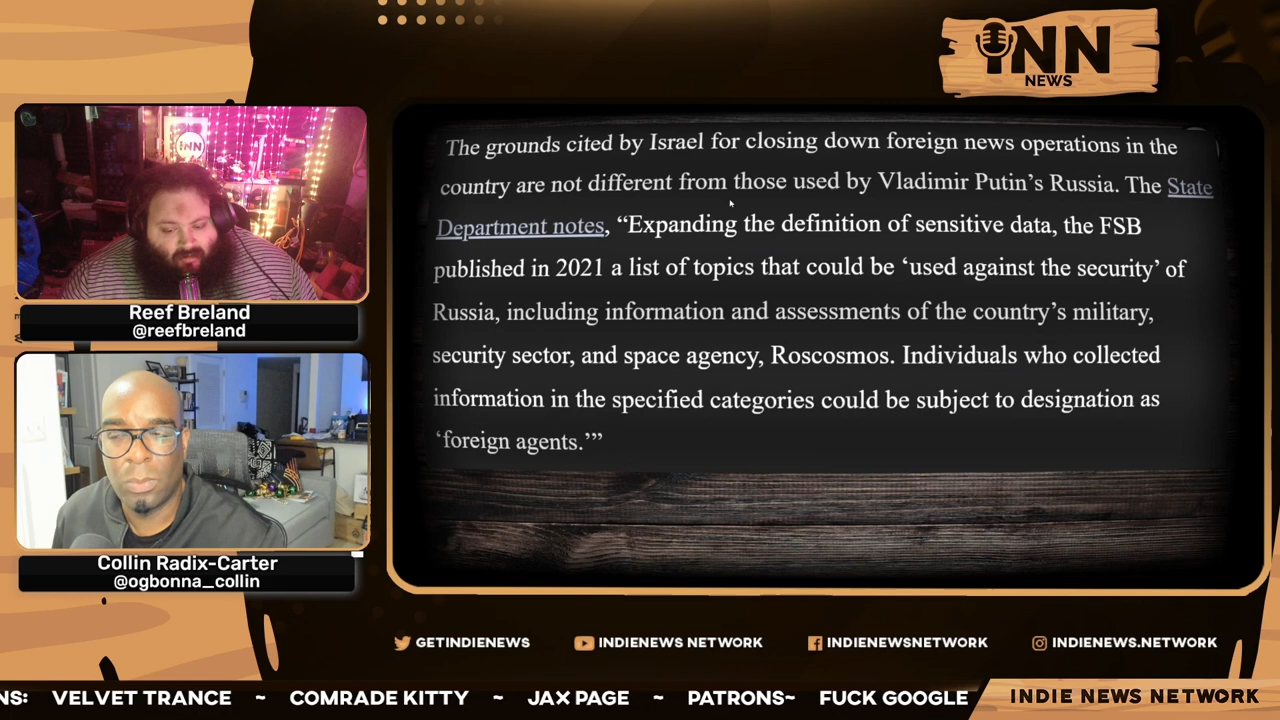 iNN
NEWS
iNN
Reef Breland
@reefbreland
Collin Radix-Carter
@ogbonna_collin
The grounds cited by Israel for closing down foreign news operations in the
country are not different from those used by Vladimir Putin’s Russia. The State
Department notes, “Expanding the definition of sensitive data, the FSB
published in 2021 a list of topics that could be ‘used against the security’ of
Russia, including information and assessments of the country’s military,
security sector, and space agency, Roscosmos. Individuals who collected
information in the specified categories could be subject to designation as
‘foreign agents.’”
GETINDIENEWS
INDIENEWS NETWORK
INDIENEWSNETWORK
INDIENEWS.NETWORK
NS: VELVET TRANCE ~ COMRADE KITTY ~ JAX PAGE ~ PATRONS~ FUCK GOOGLE
INDIE NEWS NETWORK